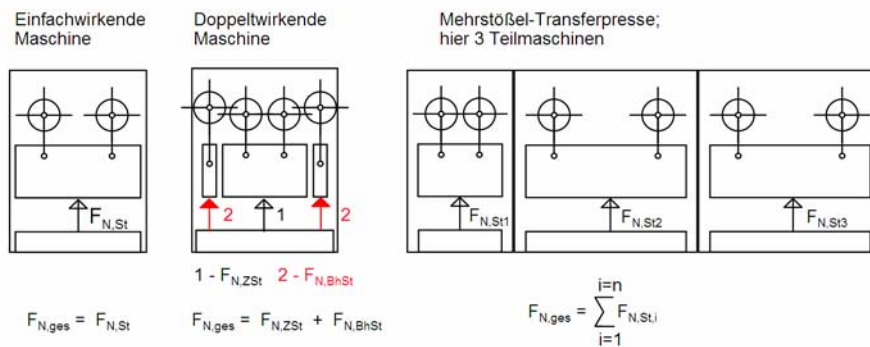 Einfachwirkende
Maschine
Doppeltwirkende
Maschine
Mehrstößel-Transferpresse;
hier 3 Teilmaschinen
F_N,St
2
1
2
F_N,St1
F_N,St2
F_N,St3
1 - F_N,ZSt 2 - F_N,BhSt
F_N,ges = F_N,St
F_N,ges = F_N,ZSt + F_N,BhSt
i=n
F_N,ges = ∑ F_N,St,i
i=1